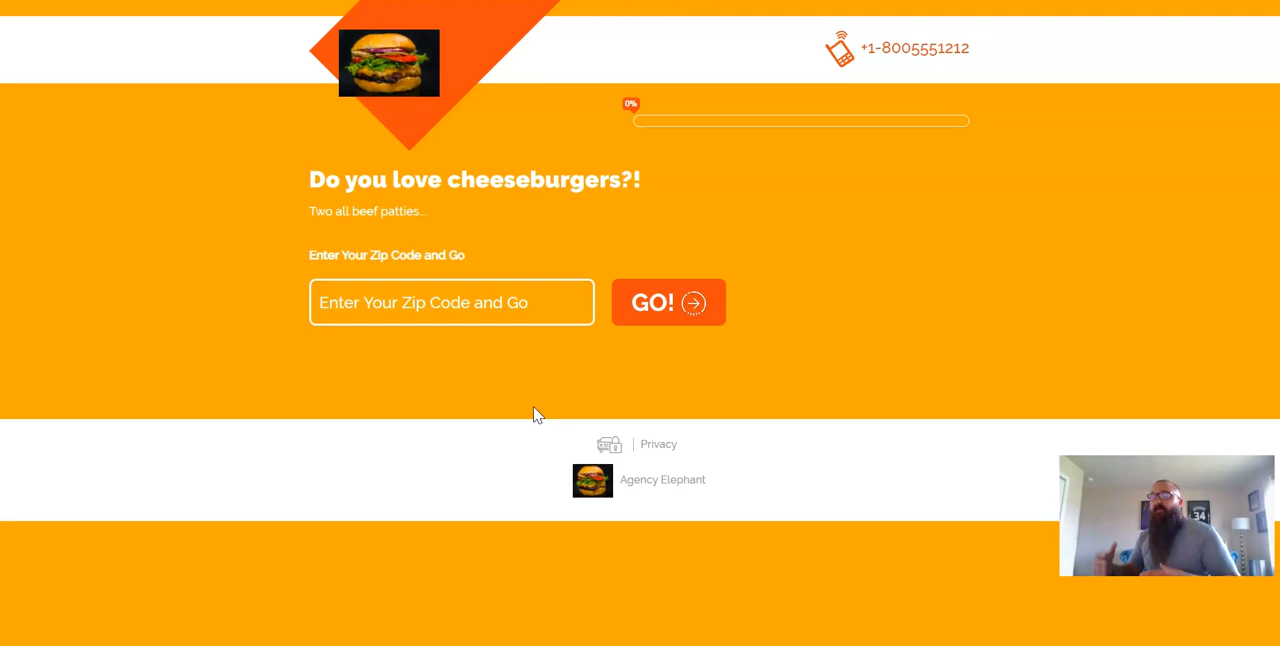 +1-8005551212
0%
Do you love cheeseburgers?!
Two all beef patties...
Enter Your Zip Code and Go
Enter Your Zip Code and Go
GO!
Privacy
Agency Elephant
34